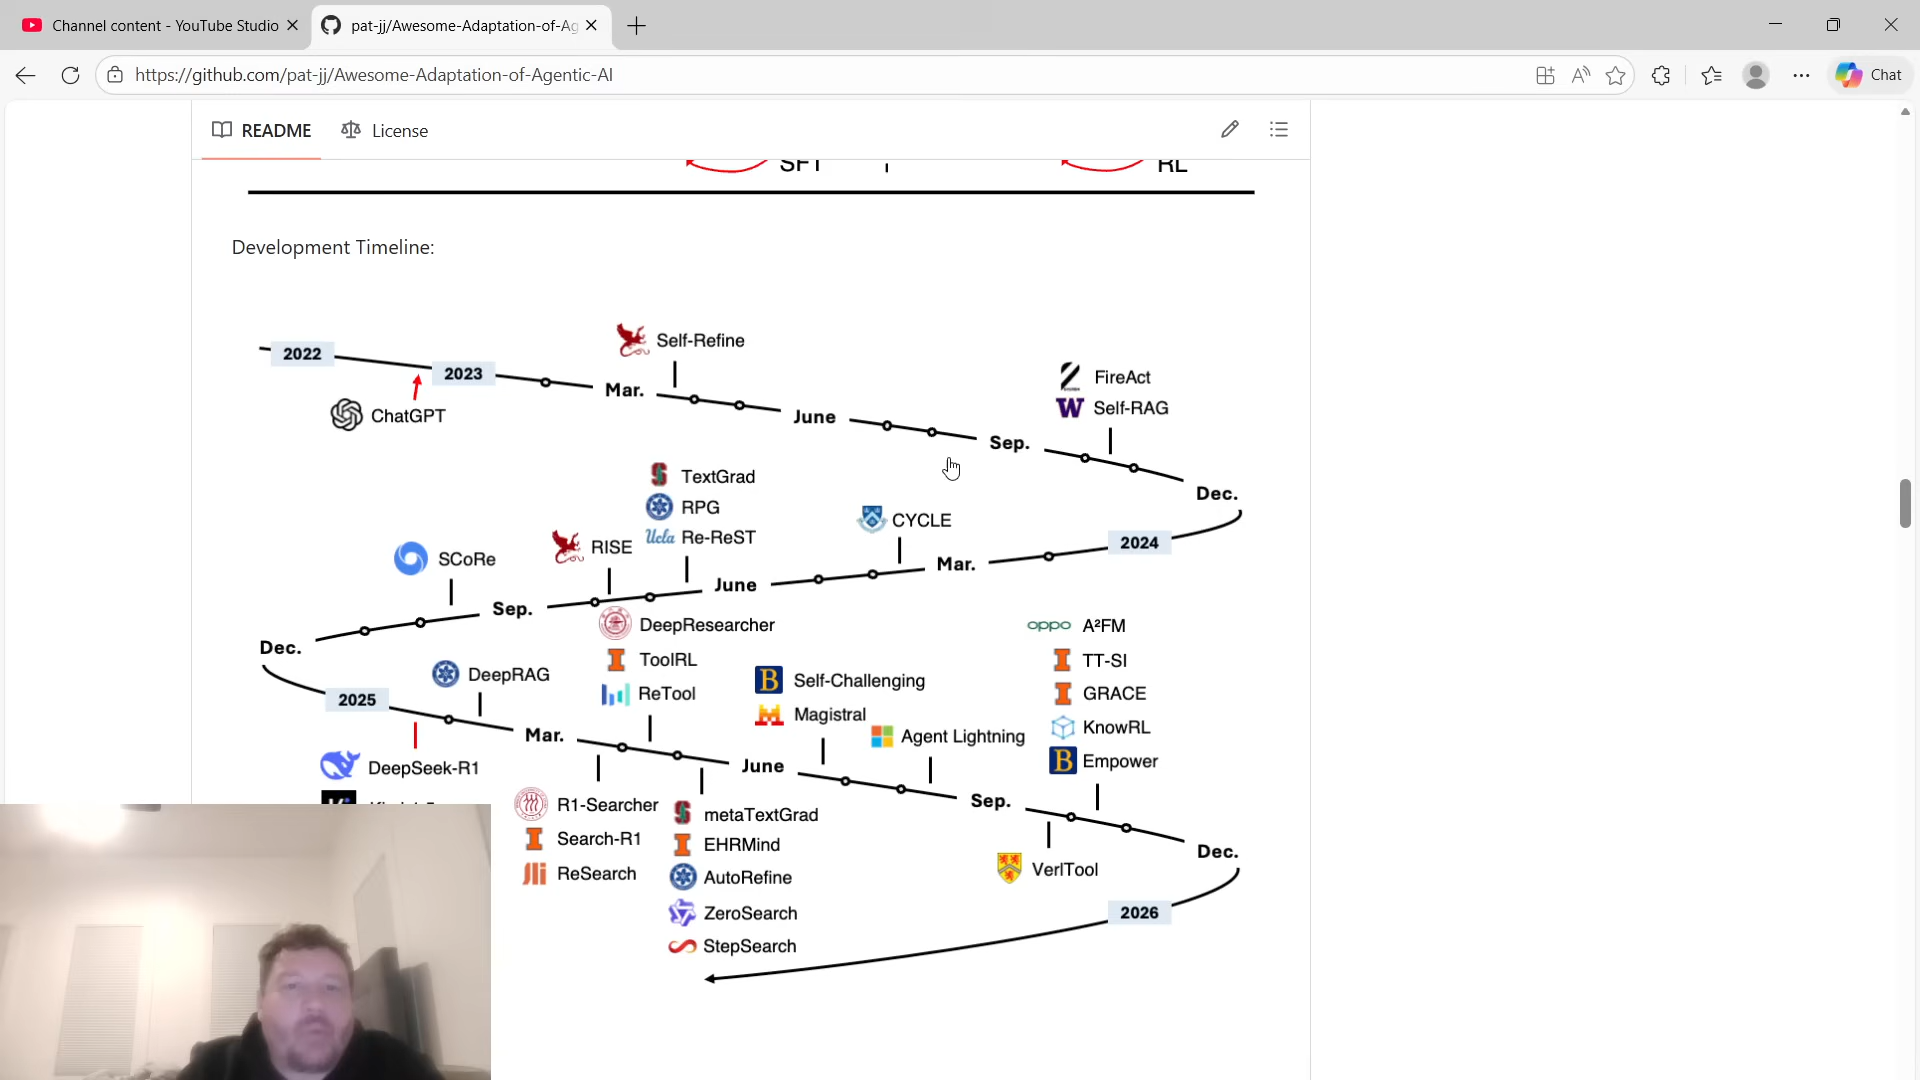 Channel content - YouTube Studio
pat-jj/Awesome-Adaptation-of-Ag
https://github.com/pat-jj/Awesome-Adaptation-of-Agentic-AI
Chat
README
License
SFT
RL
Development Timeline:
2022
2023
ChatGPT
Self-Refine
Mar.
June
Sep.
FireAct
Self-RAG
Dec.
2024
Mar.
CYCLE
June
TextGrad
RPG
Ucla Re-ReST
RISE
Sep.
SCoRe
Dec.
2025
DeepSeek-R1
DeepRAG
Mar.
R1-Searcher
Search-R1
ReSearch
DeepResearcher
ToolRL
ReTool
metaTextGrad
EHRMind
AutoRefine
ZeroSearch
StepSearch
June
B Self-Challenging
Magistral
Agent Lightning
Sep.
VerlTool
oppo A²FM
TT-SI
GRACE
KnowRL
B Empower
Dec.
2026